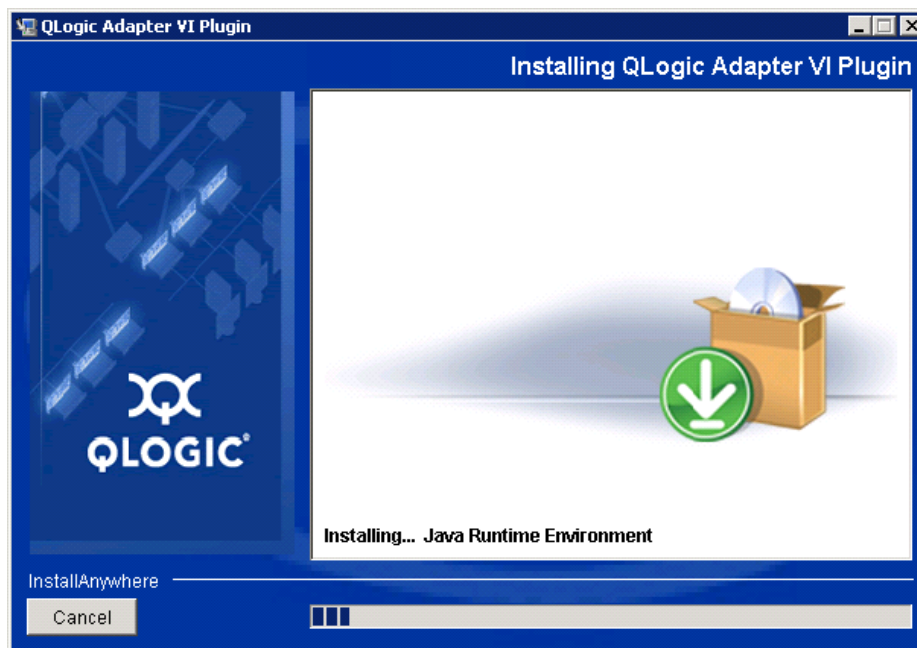 QLogic Adapter VI Plugin
Installing QLogic Adapter VI Plugin
QLOGIC®
Installing... Java Runtime Environment
InstallAnywhere
Cancel